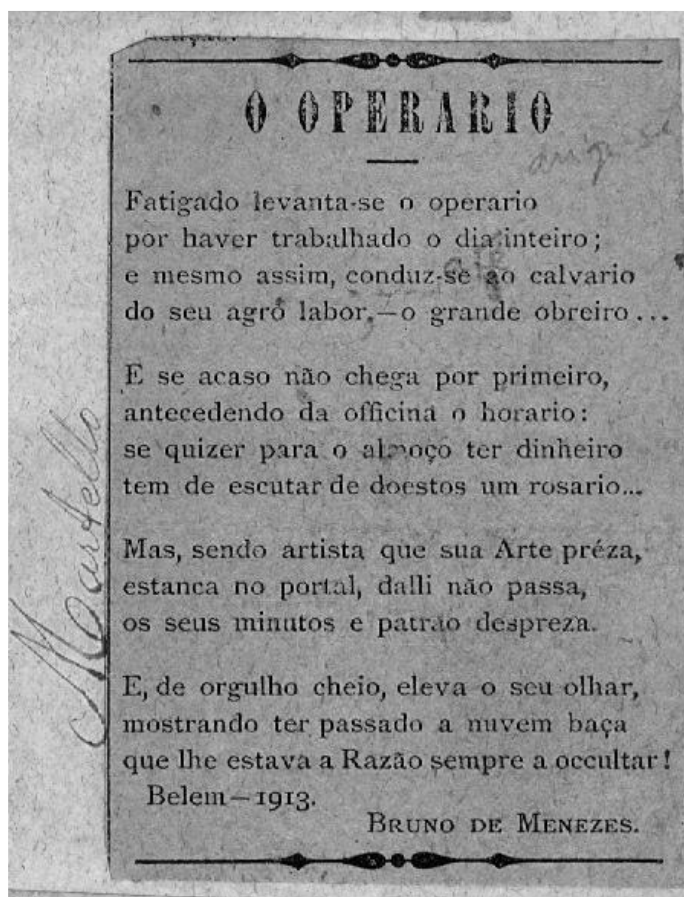 O OPERARIO
Fatigado levanta-se o operario
por haver trabalhado o dia inteiro;
e mesmo assim, conduz-se ao calvario
do seu agro labor,—o grande obreiro...
E se acaso não chega por primeiro,
antecedendo da officina o horario:
se quizer para o almoço ter dinheiro
tem de escutar de doestos um rosario...
Mas, sendo artista que sua Arte préza,
estanca no portal, dalli não passa,
os seus minutos e patrão despreza.
E, de orgulho cheio, eleva o seu olhar,
mostrando ter passado a nuvem baça
que lhe estava a Razão sempre a occultar!
Belem—1913.
BRUNO DE MENEZES.
Martello